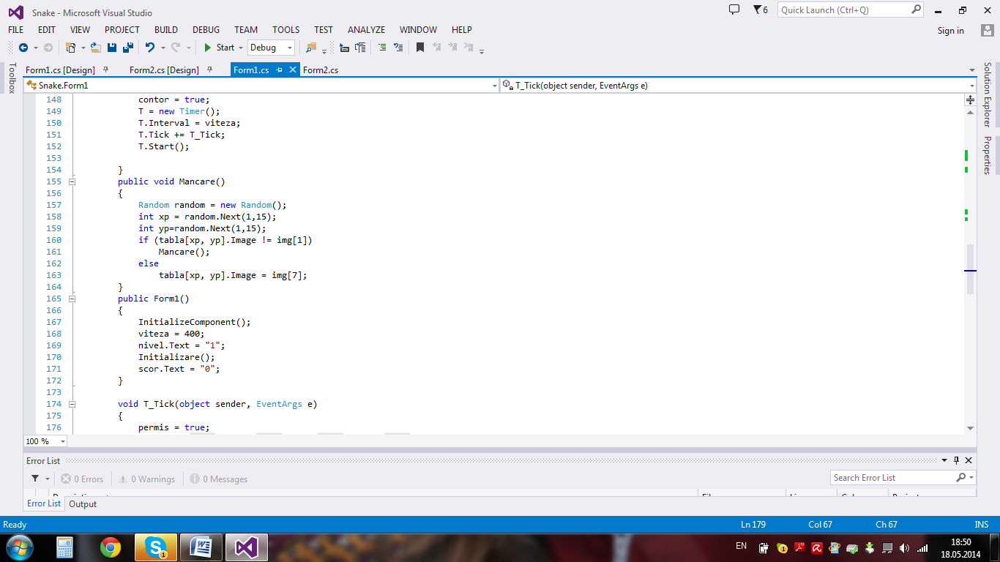 Snake - Microsoft Visual Studio
6
Quick Launch (Ctrl+Q)
FILE EDIT VIEW PROJECT BUILD DEBUG TEAM TOOLS TEST ANALYZE WINDOW HELP
Sign in
Start Debug
Toolbox
Form1.cs [Design] Form2.cs [Design] Form1.cs Form2.cs
Solution Explorer
Properties
Snake.Form1 T_Tick(object sender, EventArgs e)
148 contor = true;
149 T = new Timer();
150 T.Interval = viteza;
151 T.Tick += T_Tick;
152 T.Start();
153
154 }
155 public void Mancare()
156 {
157 Random random = new Random();
158 int xp = random.Next(1,15);
159 int yp=random.Next(1,15);
160 if (tabla[xp, yp].Image != img[1])
161 Mancare();
162 else
163 tabla[xp, yp].Image = img[7];
164 }
165 public Form1()
166 {
167 InitializeComponent();
168 viteza = 400;
169 nivel.Text = "1";
170 Initializare();
171 scor.Text = "0";
172 }
173
174 void T_Tick(object sender, EventArgs e)
175 {
176 permis = true;
100 %
Error List
0 Errors 0 Warnings 0 Messages
Search Error List
Error List Output
Ready Ln 179 Col 67 Ch 67 INS
EN
18:50
18.05.2014